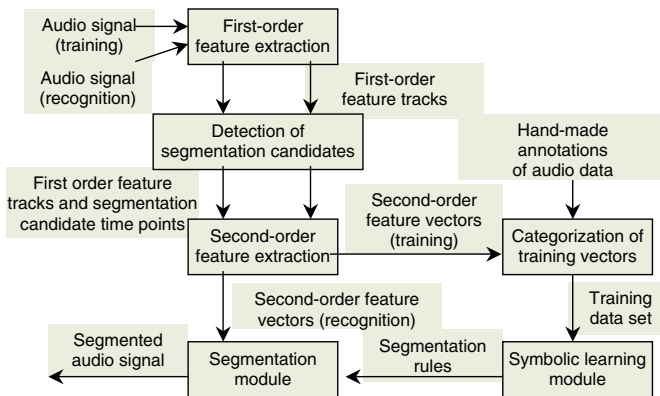 Audio signal
(training)
First-order
feature extraction
Audio signal
(recognition)
First-order
feature tracks
Detection of
segmentation candidates
Hand-made
annotations
of audio data
First order feature
tracks and segmentation
candidate time points
Second-order
feature vectors
(training)
Second-order
feature extraction
Categorization of
training vectors
Second-order feature
vectors (recognition)
Training
data set
Segmented
audio signal
Segmentation
module
Segmentation
rules
Symbolic learning
module